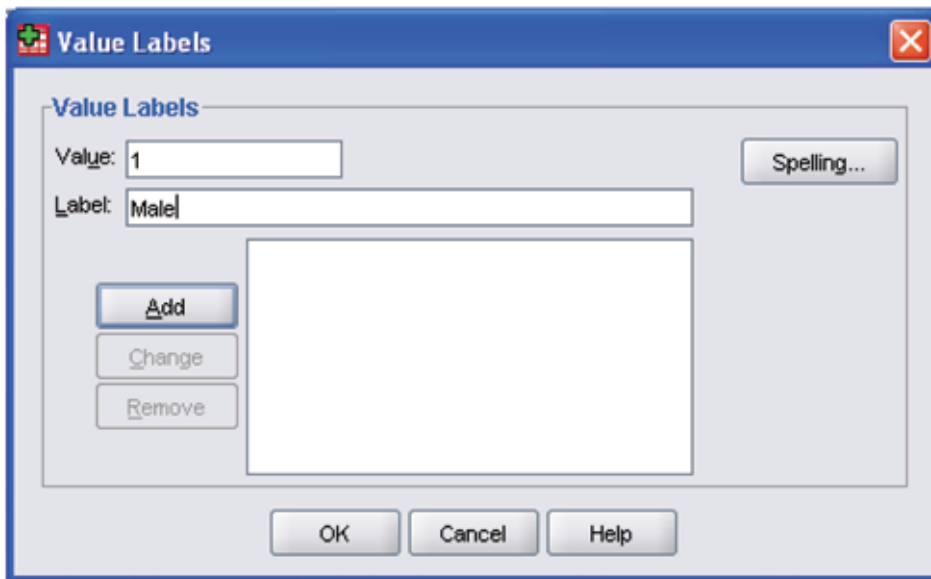 Value Labels
Value Labels
Value: 1
Spelling...
Label: Male
Add
Change
Remove
OK Cancel Help